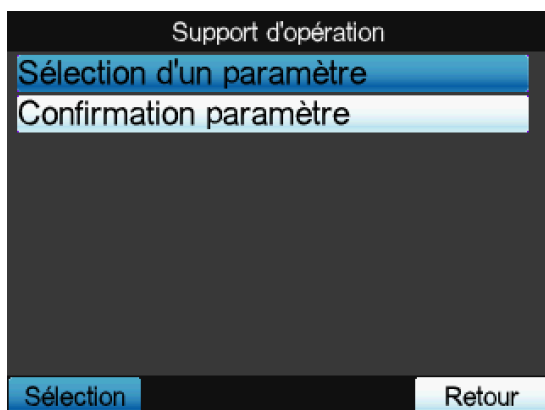 Support d'opération
Sélection d'un paramètre
Confirmation paramètre
Sélection Retour